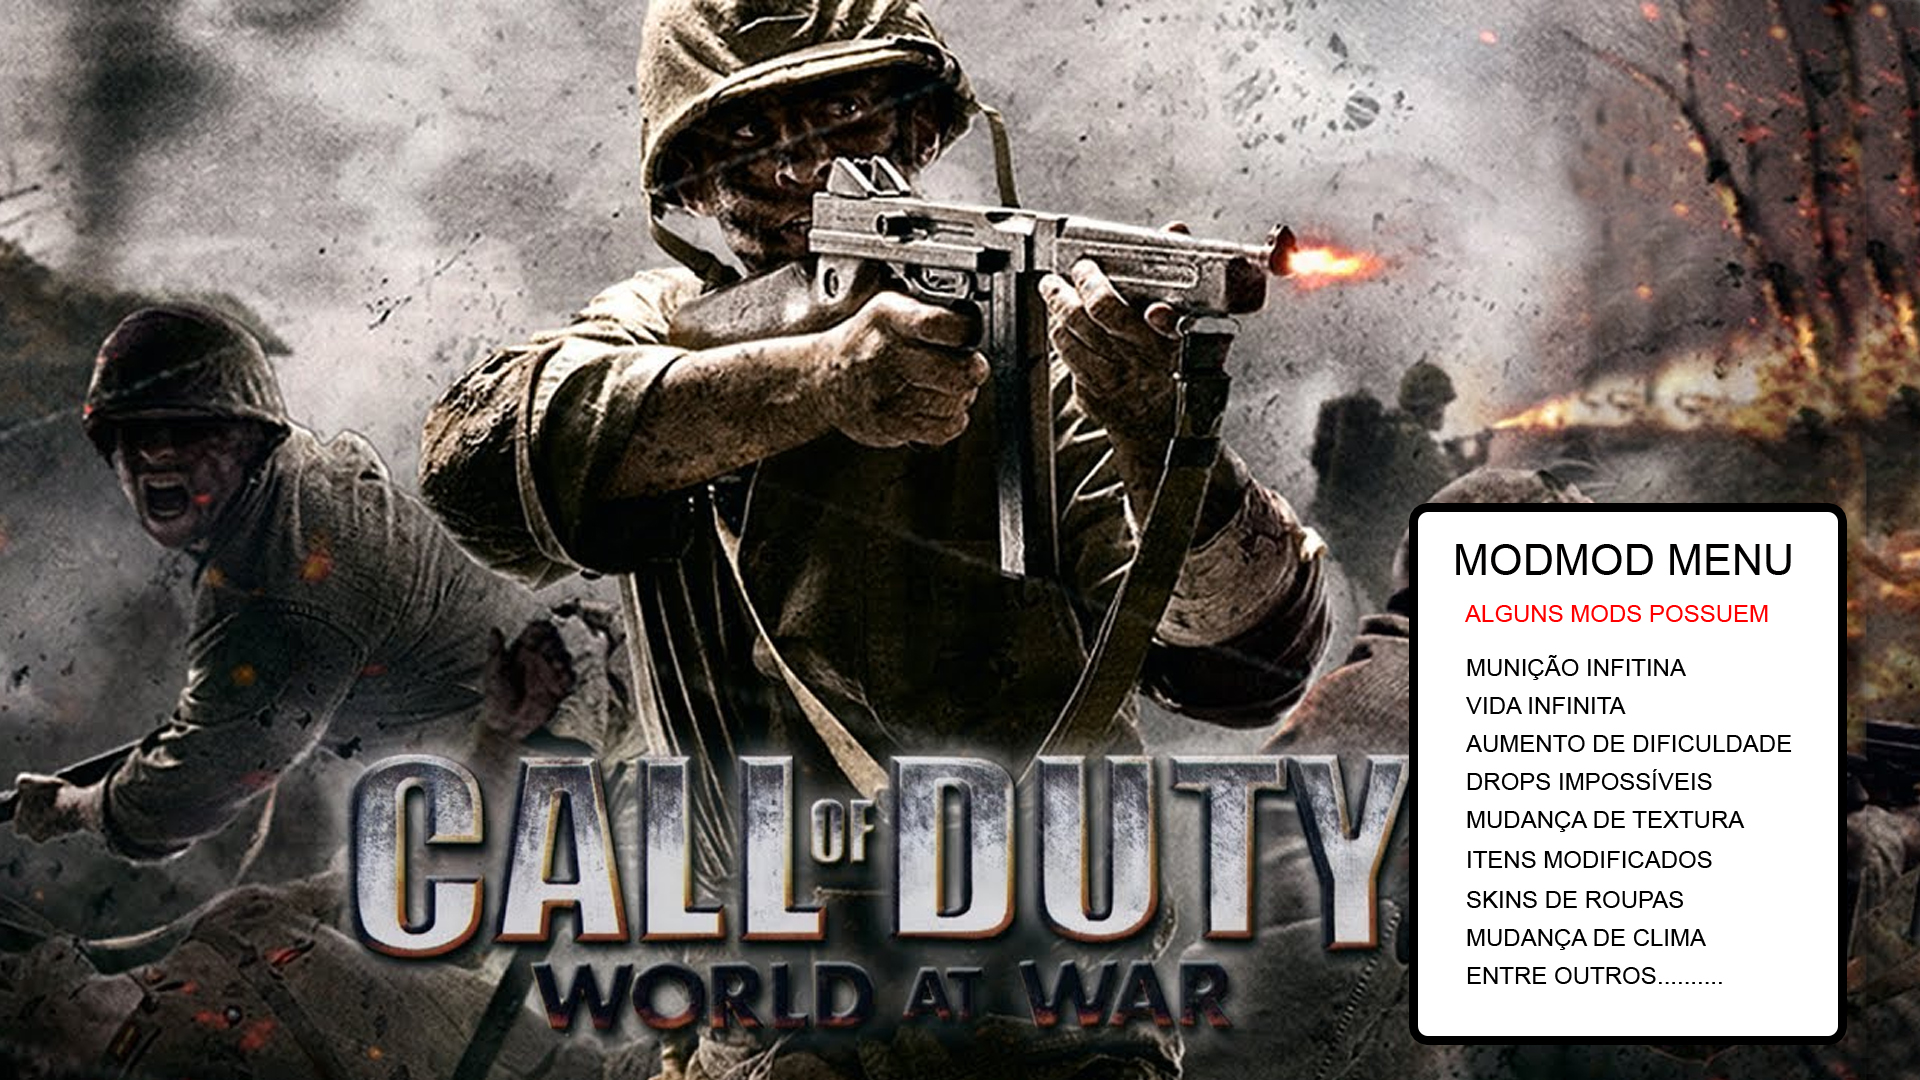 CALL OF DUTY
WORLD AT WAR
MODMOD MENU
ALGUNS MODS POSSUEM
MUNIÇÃO INFITINA
VIDA INFINITA
AUMENTO DE DIFICULDADE
DROPS IMPOSSÍVEIS
MUDANÇA DE TEXTURA
ITENS MODIFICADOS
SKINS DE ROUPAS
MUDANÇA DE CLIMA
ENTRE OUTROS..........